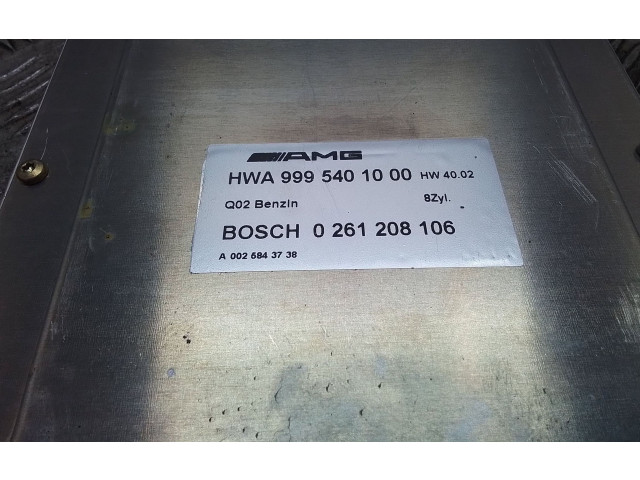 AMG
HWA 999 540 10 00 HW 40.02
Q02 Benzin 8Zyl.
BOSCH 0 261 208 106
A 002 584 37 38